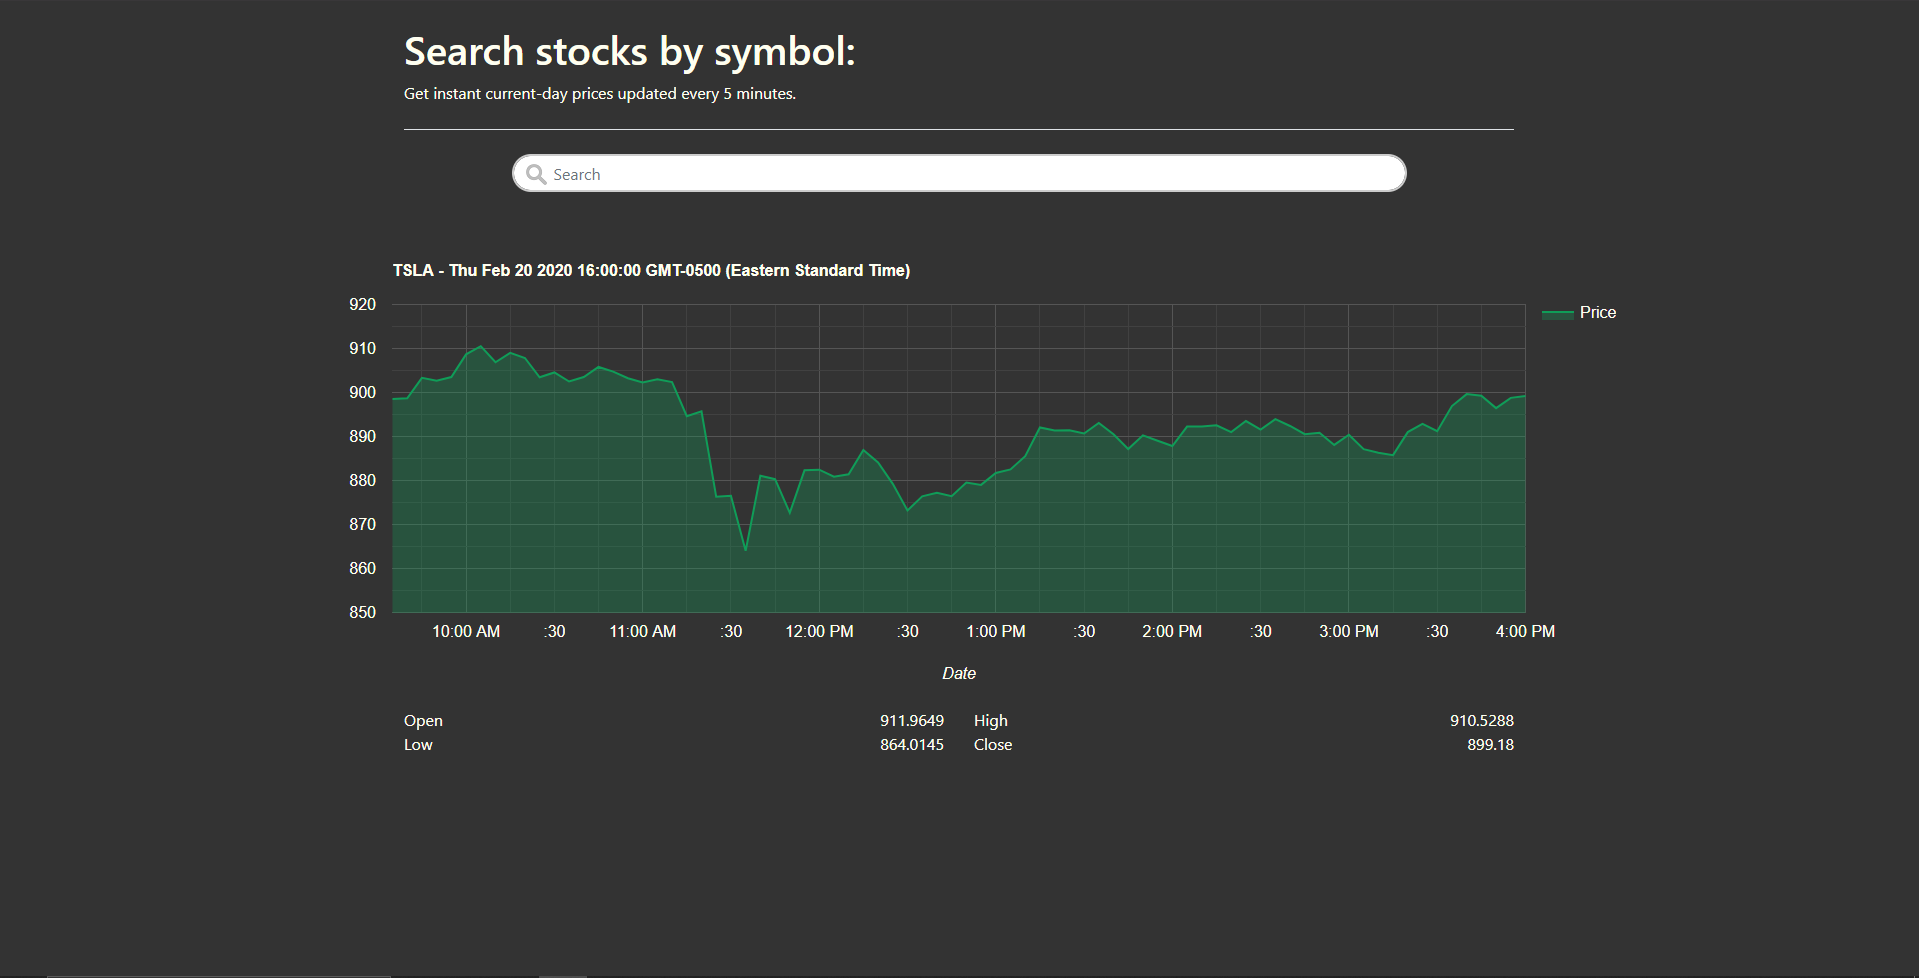 Search stocks by symbol:
Get instant current-day prices updated every 5 minutes.
Search
TSLA - Thu Feb 20 2020 16:00:00 GMT-0500 (Eastern Standard Time)
920
910
900
890
880
870
860
850
Price
10:00 AM :30 11:00 AM :30 12:00 PM :30 1:00 PM :30 2:00 PM :30 3:00 PM :30 4:00 PM
Date
Open 911.9649 High 910.5288
Low 864.0145 Close 899.18